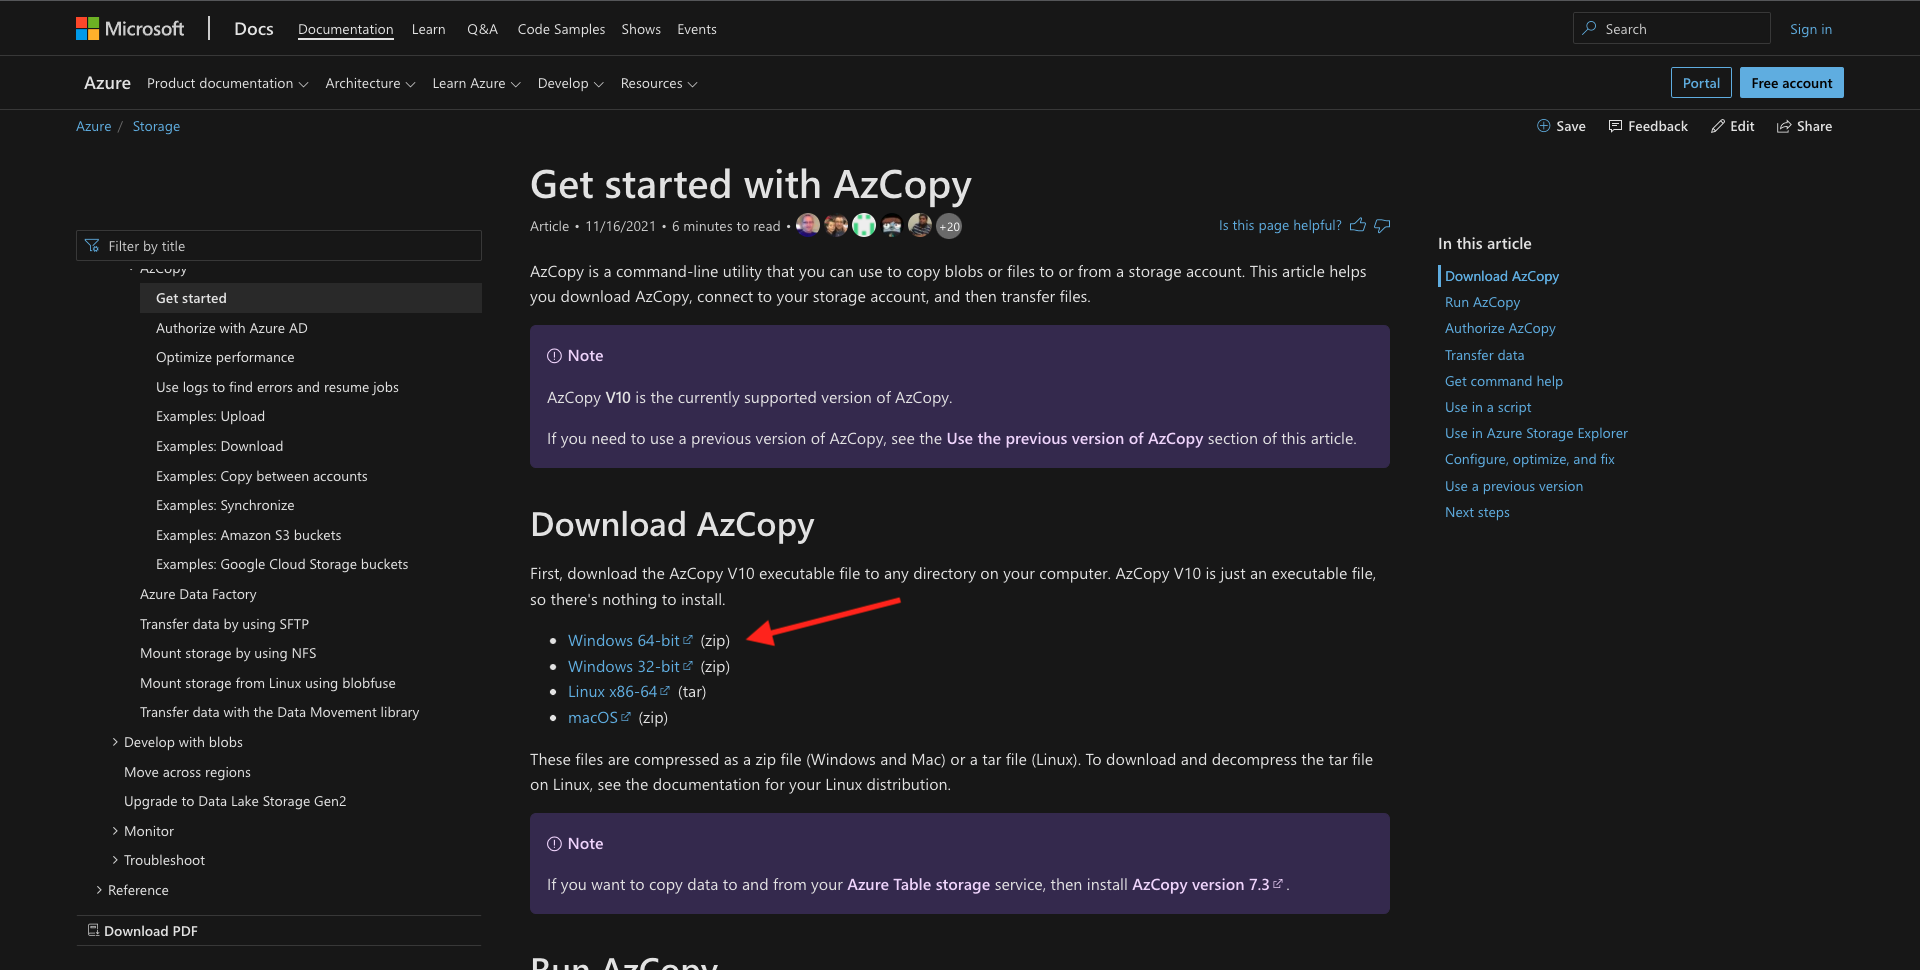 Microsoft
Docs
Documentation
Learn
Q&A
Code Samples
Shows
Events
Search
Sign in
Azure
Product documentation
Architecture
Learn Azure
Develop
Resources
Portal
Free account
Azure / Storage
Save
Feedback
Edit
Share
Filter by title
AzCopy
Get started
Authorize with Azure AD
Optimize performance
Use logs to find errors and resume jobs
Examples: Upload
Examples: Download
Examples: Copy between accounts
Examples: Synchronize
Examples: Amazon S3 buckets
Examples: Google Cloud Storage buckets
Azure Data Factory
Transfer data by using SFTP
Mount storage by using NFS
Mount storage from Linux using blobfuse
Transfer data with the Data Movement library
Develop with blobs
Move across regions
Upgrade to Data Lake Storage Gen2
Monitor
Troubleshoot
Reference
Download PDF
Get started with AzCopy
Article • 11/16/2021 • 6 minutes to read • +20
Is this page helpful?
AzCopy is a command-line utility that you can use to copy blobs or files to or from a storage account. This article helps
you download AzCopy, connect to your storage account, and then transfer files.
Note
AzCopy V10 is the currently supported version of AzCopy.
If you need to use a previous version of AzCopy, see the Use the previous version of AzCopy section of this article.
Download AzCopy
First, download the AzCopy V10 executable file to any directory on your computer. AzCopy V10 is just an executable file,
so there's nothing to install.
• Windows 64-bit (zip)
• Windows 32-bit (zip)
• Linux x86-64 (tar)
• macOS (zip)
These files are compressed as a zip file (Windows and Mac) or a tar file (Linux). To download and decompress the tar file
on Linux, see the documentation for your Linux distribution.
Note
If you want to copy data to and from your Azure Table storage service, then install AzCopy version 7.3 .
Run AzCopy
In this article
Download AzCopy
Run AzCopy
Authorize AzCopy
Transfer data
Get command help
Use in a script
Use in Azure Storage Explorer
Configure, optimize, and fix
Use a previous version
Next steps